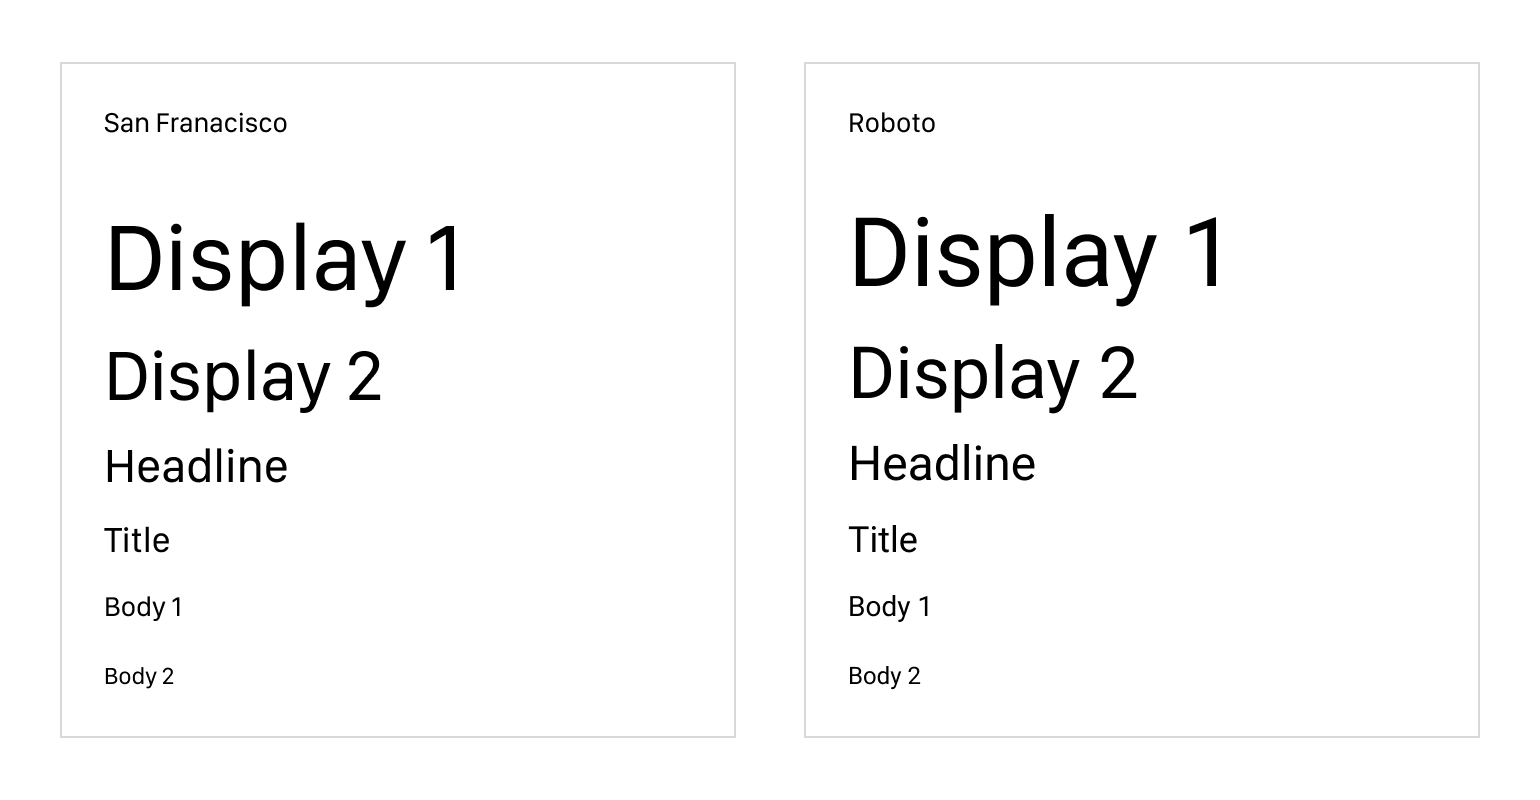 San Franacisco
Display 1
Display 2
Headline
Title
Body 1
Body 2
Roboto
Display 1
Display 2
Headline
Title
Body 1
Body 2